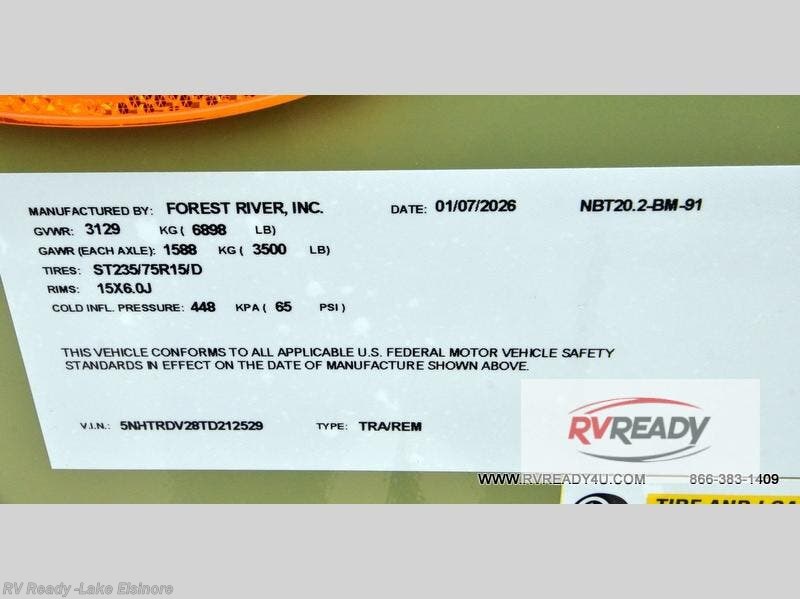 MANUFACTURED BY: FOREST RIVER, INC. DATE: 01/07/2026 NBT20.2-BM-91
GVWR: 3129 KG ( 6898 LB)
GAWR (EACH AXLE): 1588 KG ( 3500 LB)
TIRES: ST235/75R15/D
RIMS: 15X6.0J
COLD INFL. PRESSURE: 448 KPA ( 65 PSI )
THIS VEHICLE CONFORMS TO ALL APPLICABLE U.S. FEDERAL MOTOR VEHICLE SAFETY
STANDARDS IN EFFECT ON THE DATE OF MANUFACTURE SHOWN ABOVE.
V.I.N.: 5NHTRDV28TD212529 TYPE: TRA/REM
RVREADY
WWW.RVREADY4U.COM 866-383-1409
TIRE AND LOA
RV Ready -Lake Elsinore